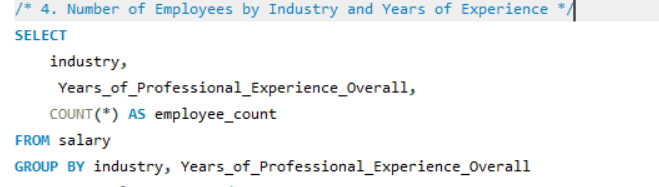 /* 4. Number of Employees by Industry and Years of Experience */
SELECT
industry,
Years_of_Professional_Experience_Overall,
COUNT(*) AS employee_count
FROM salary
GROUP BY industry, Years_of_Professional_Experience_Overall